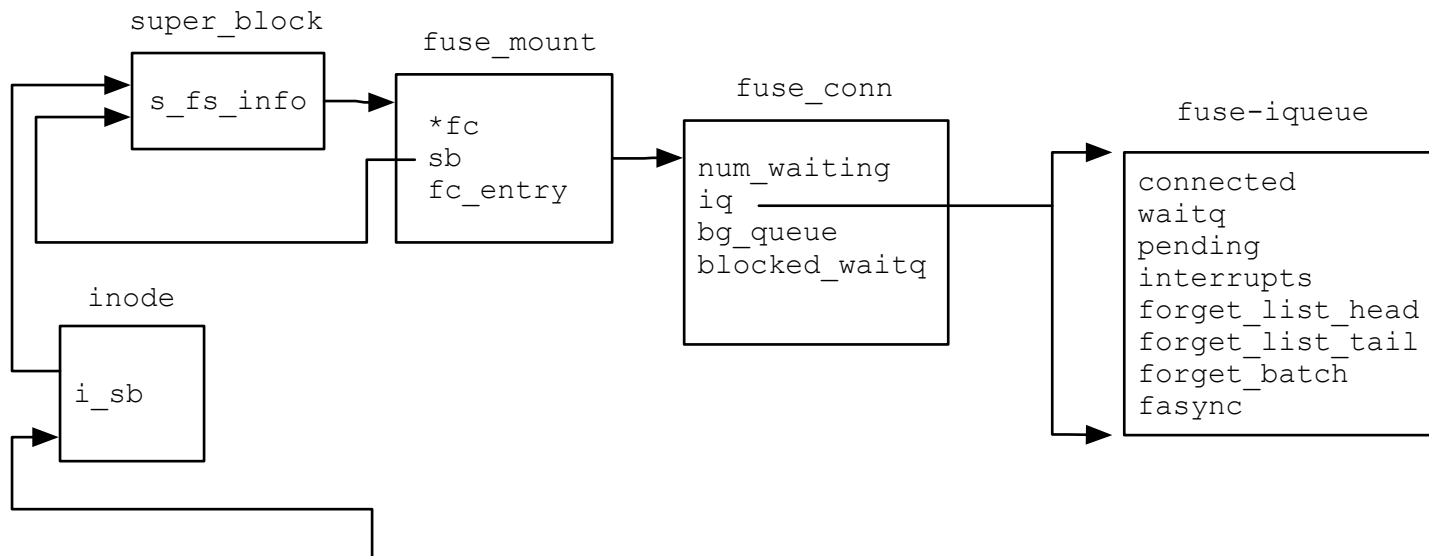 super_block
s_fs_info
fuse_mount
*fc
sb
fc_entry
fuse_conn
num_waiting
iq
bg_queue
blocked_waitq
fuse-iqueue
connected
waitq
pending
interrupts
forget_list_head
forget_list_tail
forget_batch
fasync
inode
i_sb